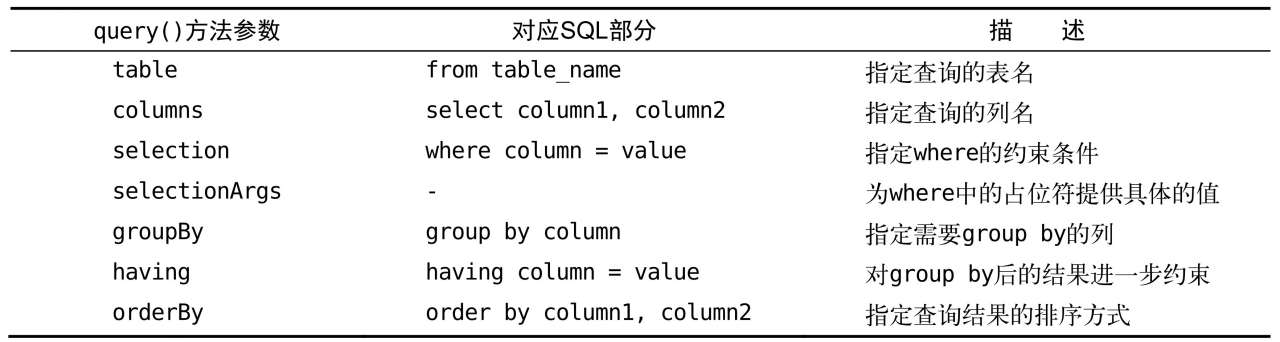 query()方法参数 对应SQL部分 描 述
table from table_name 指定查询的表名
columns select column1, column2 指定查询的列名
selection where column = value 指定where的约束条件
selectionArgs - 为where中的占位符提供具体的值
groupBy group by column 指定需要group by的列
having having column = value 对group by后的结果进一步约束
orderBy order by column1, column2 指定查询结果的排序方式